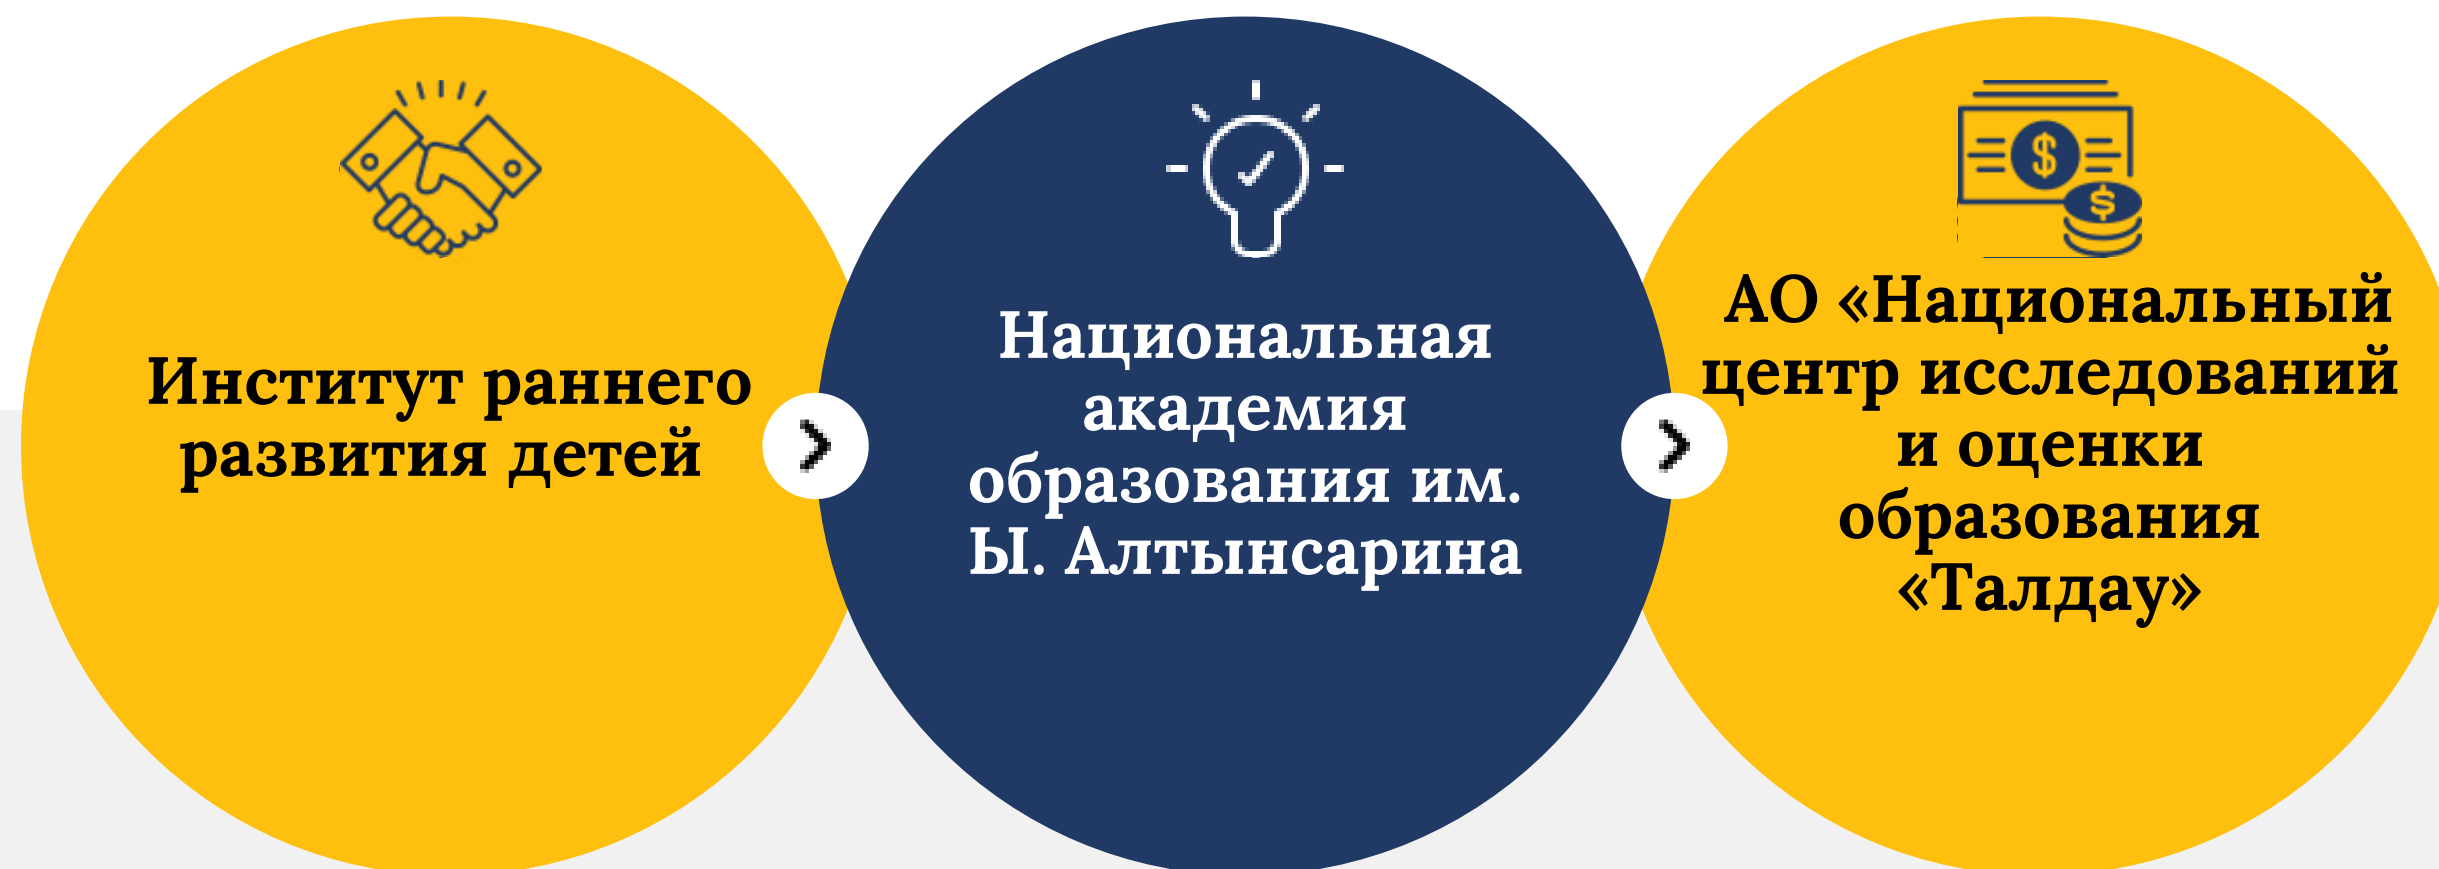 Институт раннего
развития детей
Национальная
академия
образования им.
Ы. Алтынсарина
АО «Национальный
центр исследований
и оценки
образования
«Талдау»